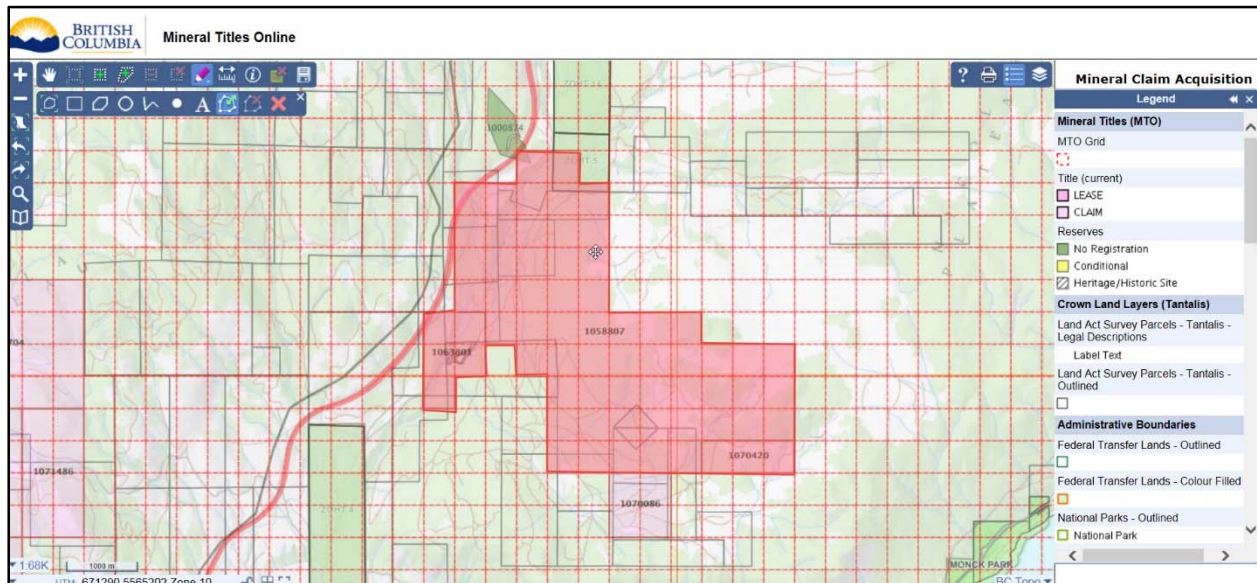 BRITISH
COLUMBIA
Mineral Titles Online
Mineral Claim Acquisition
Legend
Mineral Titles (MTO)
MTO Grid
Title (current)
LEASE
CLAIM
Reserves
No Registration
Conditional
Heritage/Historic Site
Crown Land Layers (Tantalis)
Land Act Survey Parcels - Tantalis -
Legal Descriptions
Label Text
Land Act Survey Parcels - Tantalis -
Outlined
Administrative Boundaries
Federal Transfer Lands - Outlined
Federal Transfer Lands - Colour Filled
National Parks - Outlined
National Park
1000874
1058807
1063801
1071486
1070420
1070086
MONCK PARK
1:68K
1000 m
UTM: 671290 5565202 Zone 10
BC Topo